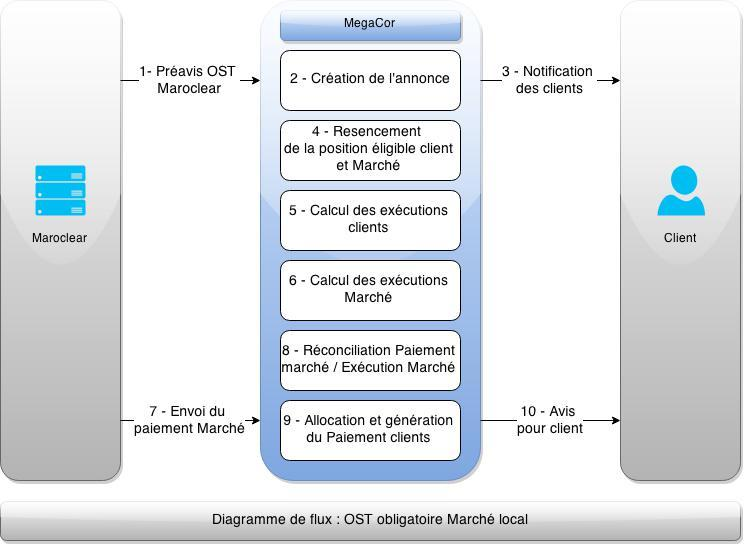 MegaCor
1- Préavis OST
Maroclear
2 - Création de l'annonce
3 - Notification
des clients
4 - Resencement
de la position éligible client
et Marché
Maroclear
Client
5 - Calcul des exécutions
clients
6 - Calcul des exécutions
Marché
8 - Réconciliation Paiement
marché / Exécution Marché
7 - Envoi du
paiement Marché
9 - Allocation et génération
du Paiement clients
10 - Avis
pour client
Diagramme de flux : OST obligatoire Marché local